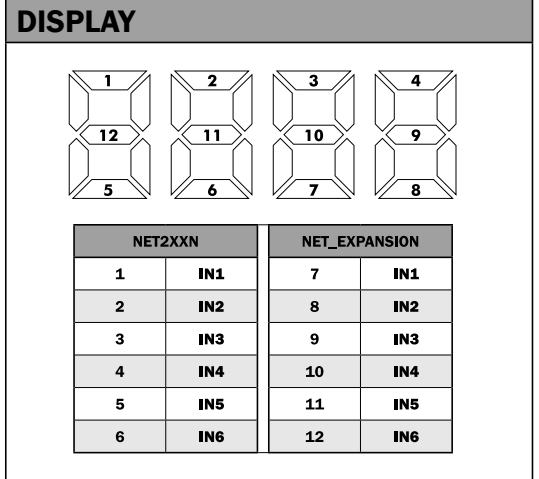 DISPLAY
1 2 3 4
12 11 10 9
5 6 7 8
NET2XXN NET_EXPANSION
1 IN1 7 IN1
2 IN2 8 IN2
3 IN3 9 IN3
4 IN4 10 IN4
5 IN5 11 IN5
6 IN6 12 IN6